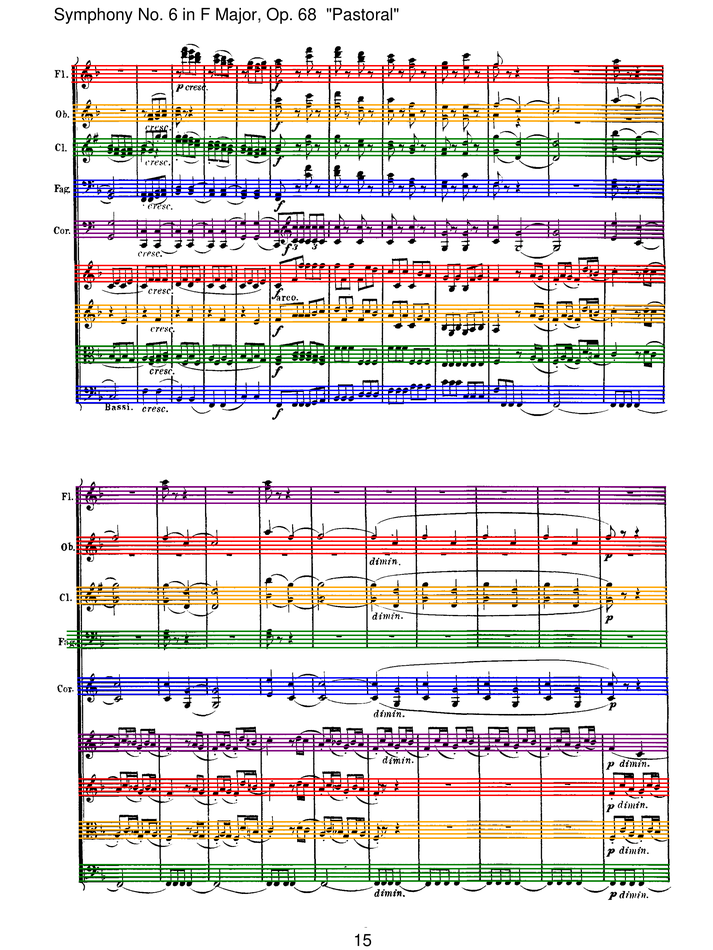 Symphony No. 6 in F Major, Op. 68 "Pastoral"
Fl.
p cresc. f
Ob.
cresc. f
Cl.
cresc. f
Fag.
cresc. f
Cor.
cresc. f 3 3
cresc. f
arco.
cresc. f
cresc. f
Bassi. cresc. f
Fl.
Ob.
dimin. p
Cl.
dimin. p
Fag.
Cor.
dimin. p
dimin. p dimin.
p dimin.
p dimin.
dimin. p dimin.
15